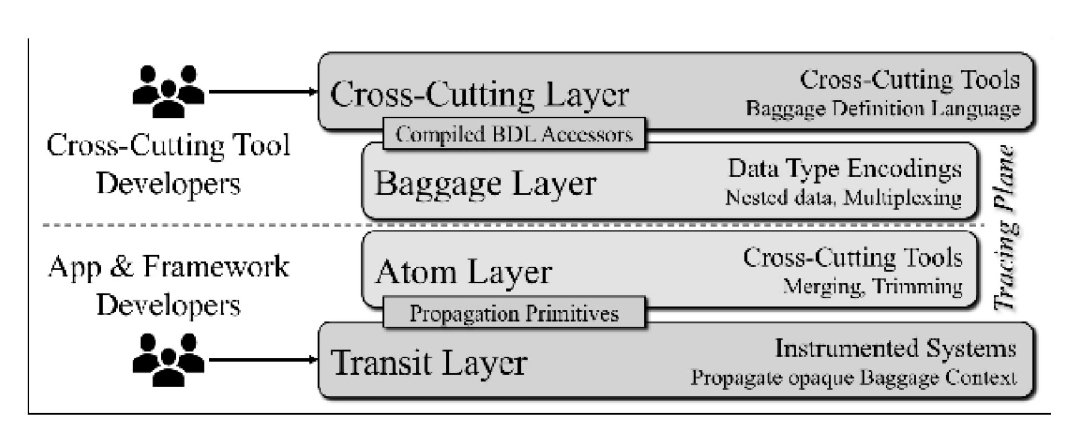 Cross-Cutting Layer
Cross-Cutting Tools
Baggage Definition Language
Compiled BDL Accessors
Cross-Cutting Tool
Developers
Baggage Layer
Data Type Encodings
Nested data, Multiplexing
Tracing Plane
App & Framework
Developers
Atom Layer
Cross-Cutting Tools
Merging, Trimming
Propagation Primitives
Transit Layer
Instrumented Systems
Propagate opaque Baggage Context